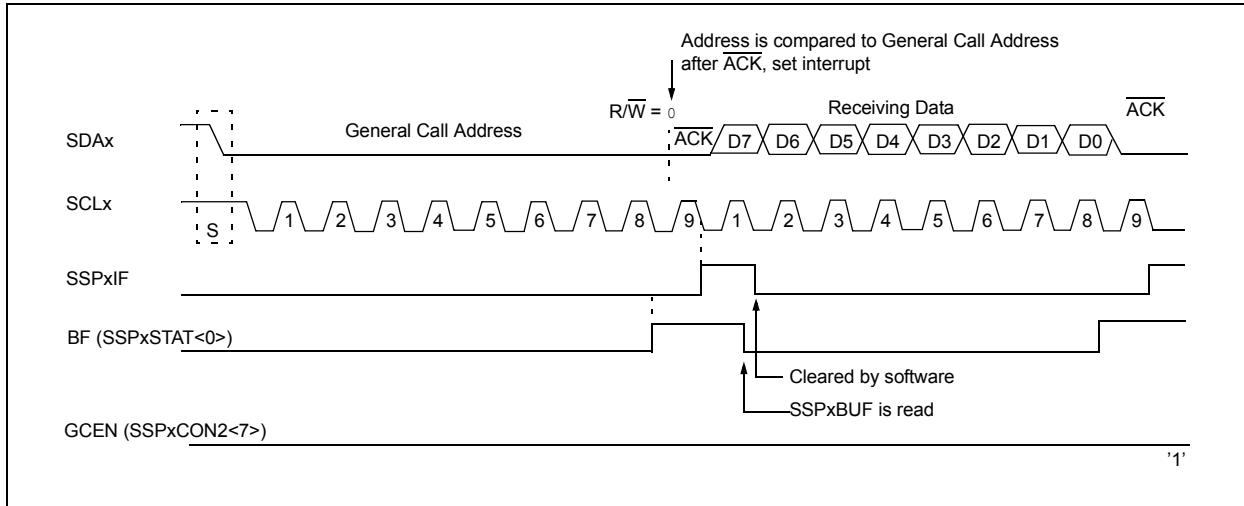 Address is compared to General Call Address
after ACK, set interrupt
R/W = 0
Receiving Data
ACK
SDAx
General Call Address
ACK
D7 D6 D5 D4 D3 D2 D1 D0
SCLx
S
1 2 3 4 5 6 7 8 9 1 2 3 4 5 6 7 8 9
SSPxIF
BF (SSPxSTAT<0>)
Cleared by software
SSPxBUF is read
GCEN (SSPxCON2<7>)
'1'